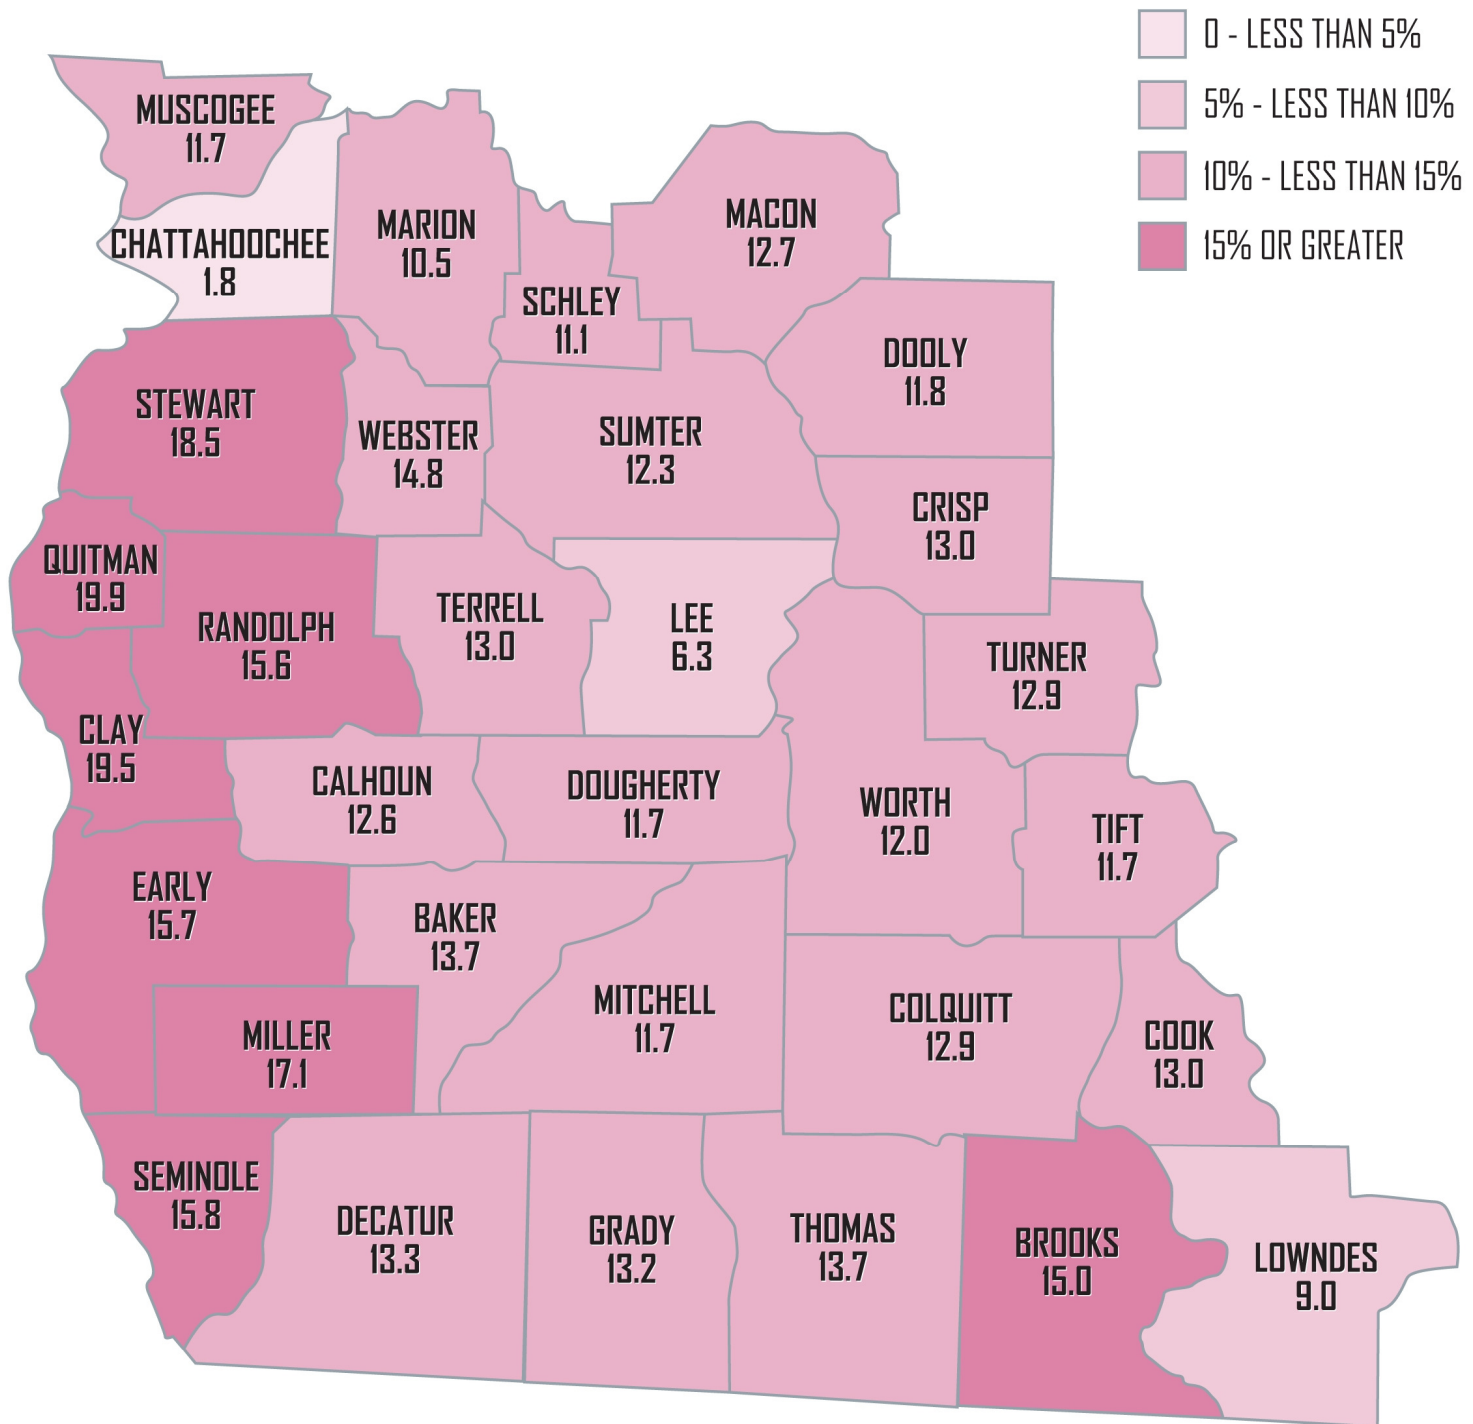 0 - LESS THAN 5%
5% - LESS THAN 10%
10% - LESS THAN 15%
15% OR GREATER
MUSCOGEE
11.7
CHATTAHOOCHEE
1.8
MARION
10.5
MACON
12.7
SCHLEY
11.1
DOOLY
11.8
STEWART
18.5
WEBSTER
14.8
SUMTER
12.3
CRISP
13.0
QUITMAN
19.9
RANDOLPH
15.6
TERRELL
13.0
LEE
6.3
TURNER
12.9
CLAY
19.5
CALHOUN
12.6
DOUGHERTY
11.7
WORTH
12.0
TIFT
11.7
EARLY
15.7
BAKER
13.7
MITCHELL
11.7
COLQUITT
12.9
COOK
13.0
MILLER
17.1
SEMINOLE
15.8
DECATUR
13.3
GRADY
13.2
THOMAS
13.7
BROOKS
15.0
LOWNDES
9.0